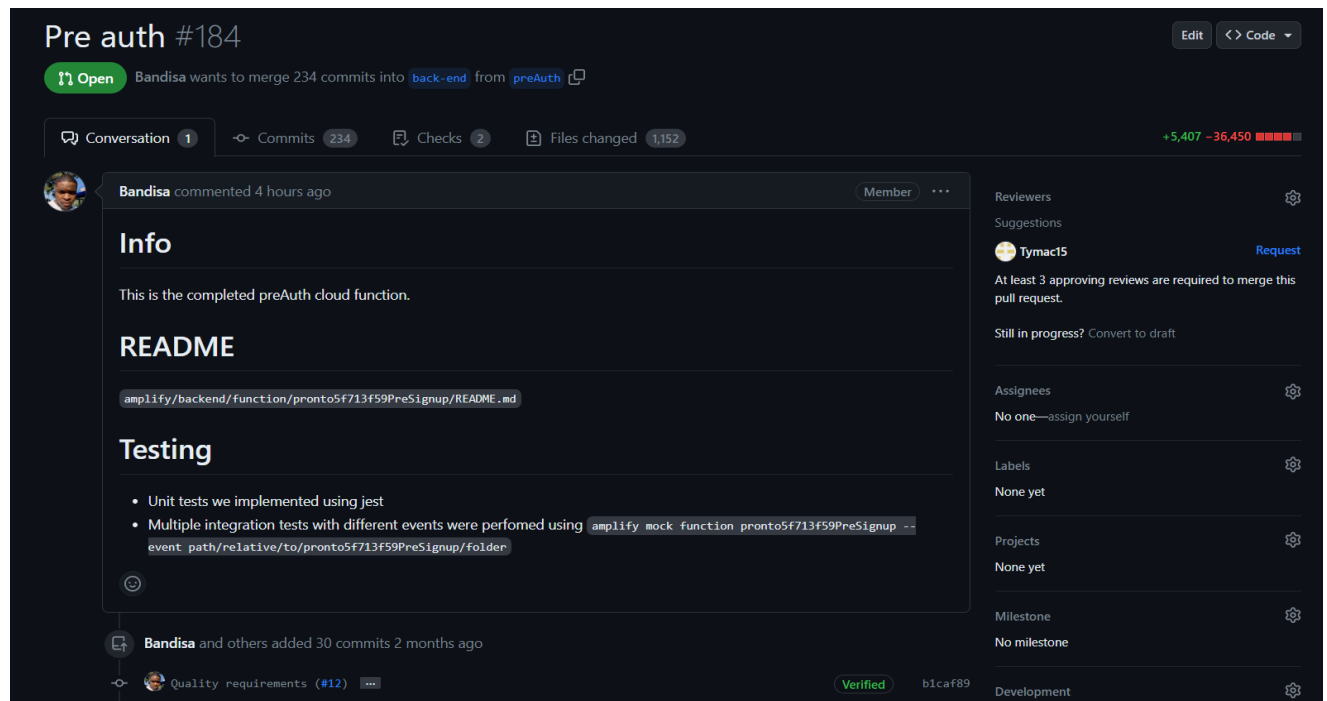 Pre auth #184
Edit
<> Code
Open
Bandisa wants to merge 234 commits into back-end from preAuth
Conversation 1
Commits 234
Checks 2
Files changed 1,152
+5,407 −36,450
Bandisa commented 4 hours ago
Member
Info
This is the completed preAuth cloud function.
README
amplify/backend/function/pronto5f713f59PreSignup/README.md
Testing
• Unit tests we implemented using jest
• Multiple integration tests with different events were perfomed using amplify mock function pronto5f713f59PreSignup --
event path/relative/to/pronto5f713f59PreSignup/folder
Bandisa and others added 30 commits 2 months ago
Quality requirements (#12) ...
Verified
b1caf89
Reviewers
Suggestions
Tymac15
Request
At least 3 approving reviews are required to merge this
pull request.
Still in progress? Convert to draft
Assignees
No one—assign yourself
Labels
None yet
Projects
None yet
Milestone
No milestone
Development